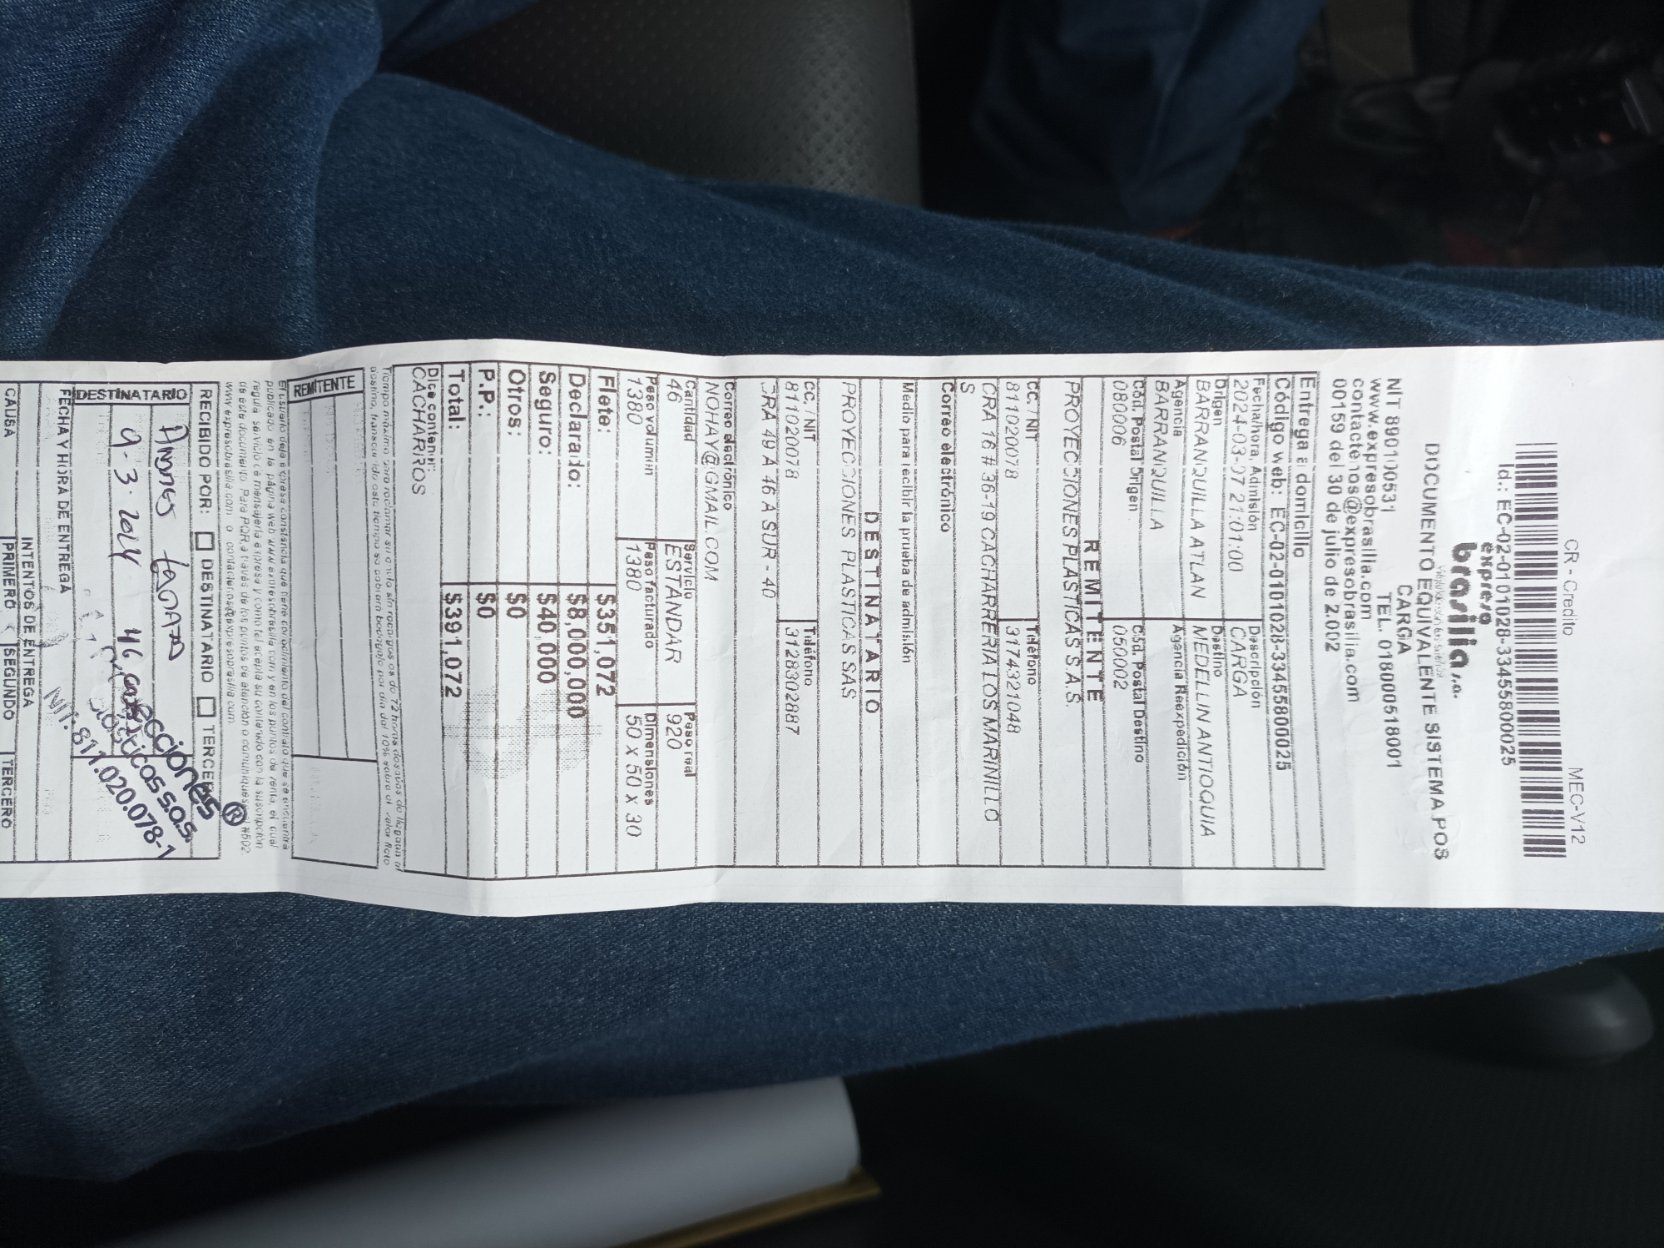 CR - Credito MEC-V12
Id.: EC-02-0101028-3345580025
expreso
brasilia s.a.
DOCUMENTO EQUIVALENTE SISTEMA POS
CARGA
NIT 890100531 TEL. 018000518001
www.expresobrasilia.com
contactenos@expresobrasilia.com
00159 del 30 de julio de 2.002
Entrega a domicilio
Código web: EC-02-0101028-3345580025
Fecha/hora Admisión Descripción
2024-03-07 21:01:00 CARGA
Origen Destino
BARRANQUILLA ATLAN MEDELLIN ANTIOQUIA
Agencia Agencia Reexpedición
BARRANQUILLA
Cód. Postal Origen Cód. Postal Destino
080006 050002
REMITENTE
PROYECCIONES PLASTICAS S.A.S.
CC. / NIT Teléfono
811020078 3174321048
CRA 16 # 36-19 CACHARRERIA LOS MARINILLO
S
Correo electrónico
Medio para recibir la prueba de admisión
DESTINATARIO
PROYECCIONES PLASTICAS SAS
CC. / NIT Teléfono
811020078 3128302887
CRA 49 A 46 A SUR - 40
Correo electrónico
NOHAY@GMAIL.COM
Cantidad Servicio Peso real
46 ESTANDAR 920
Peso volumen Peso facturado Dimensiones
1380 1380 50 x 50 x 30
Flete: $351,072
Declarado: $8,000,000
Seguro: $40,000
Otros: $0
P.P.: $0
Total: $391,072
Dice contener:
CACHARROS
REMITENTE
RECIBIDO POR: DESTINATARIO TERCERO
DESTINATARIO
9-3-2024 46
ecciones ®
sticas sas
NIT: 811.020.078-1
FECHA Y HORA DE ENTREGA
INTENTOS DE ENTREGA
CAUSA PRIMERO SEGUNDO TERCERO